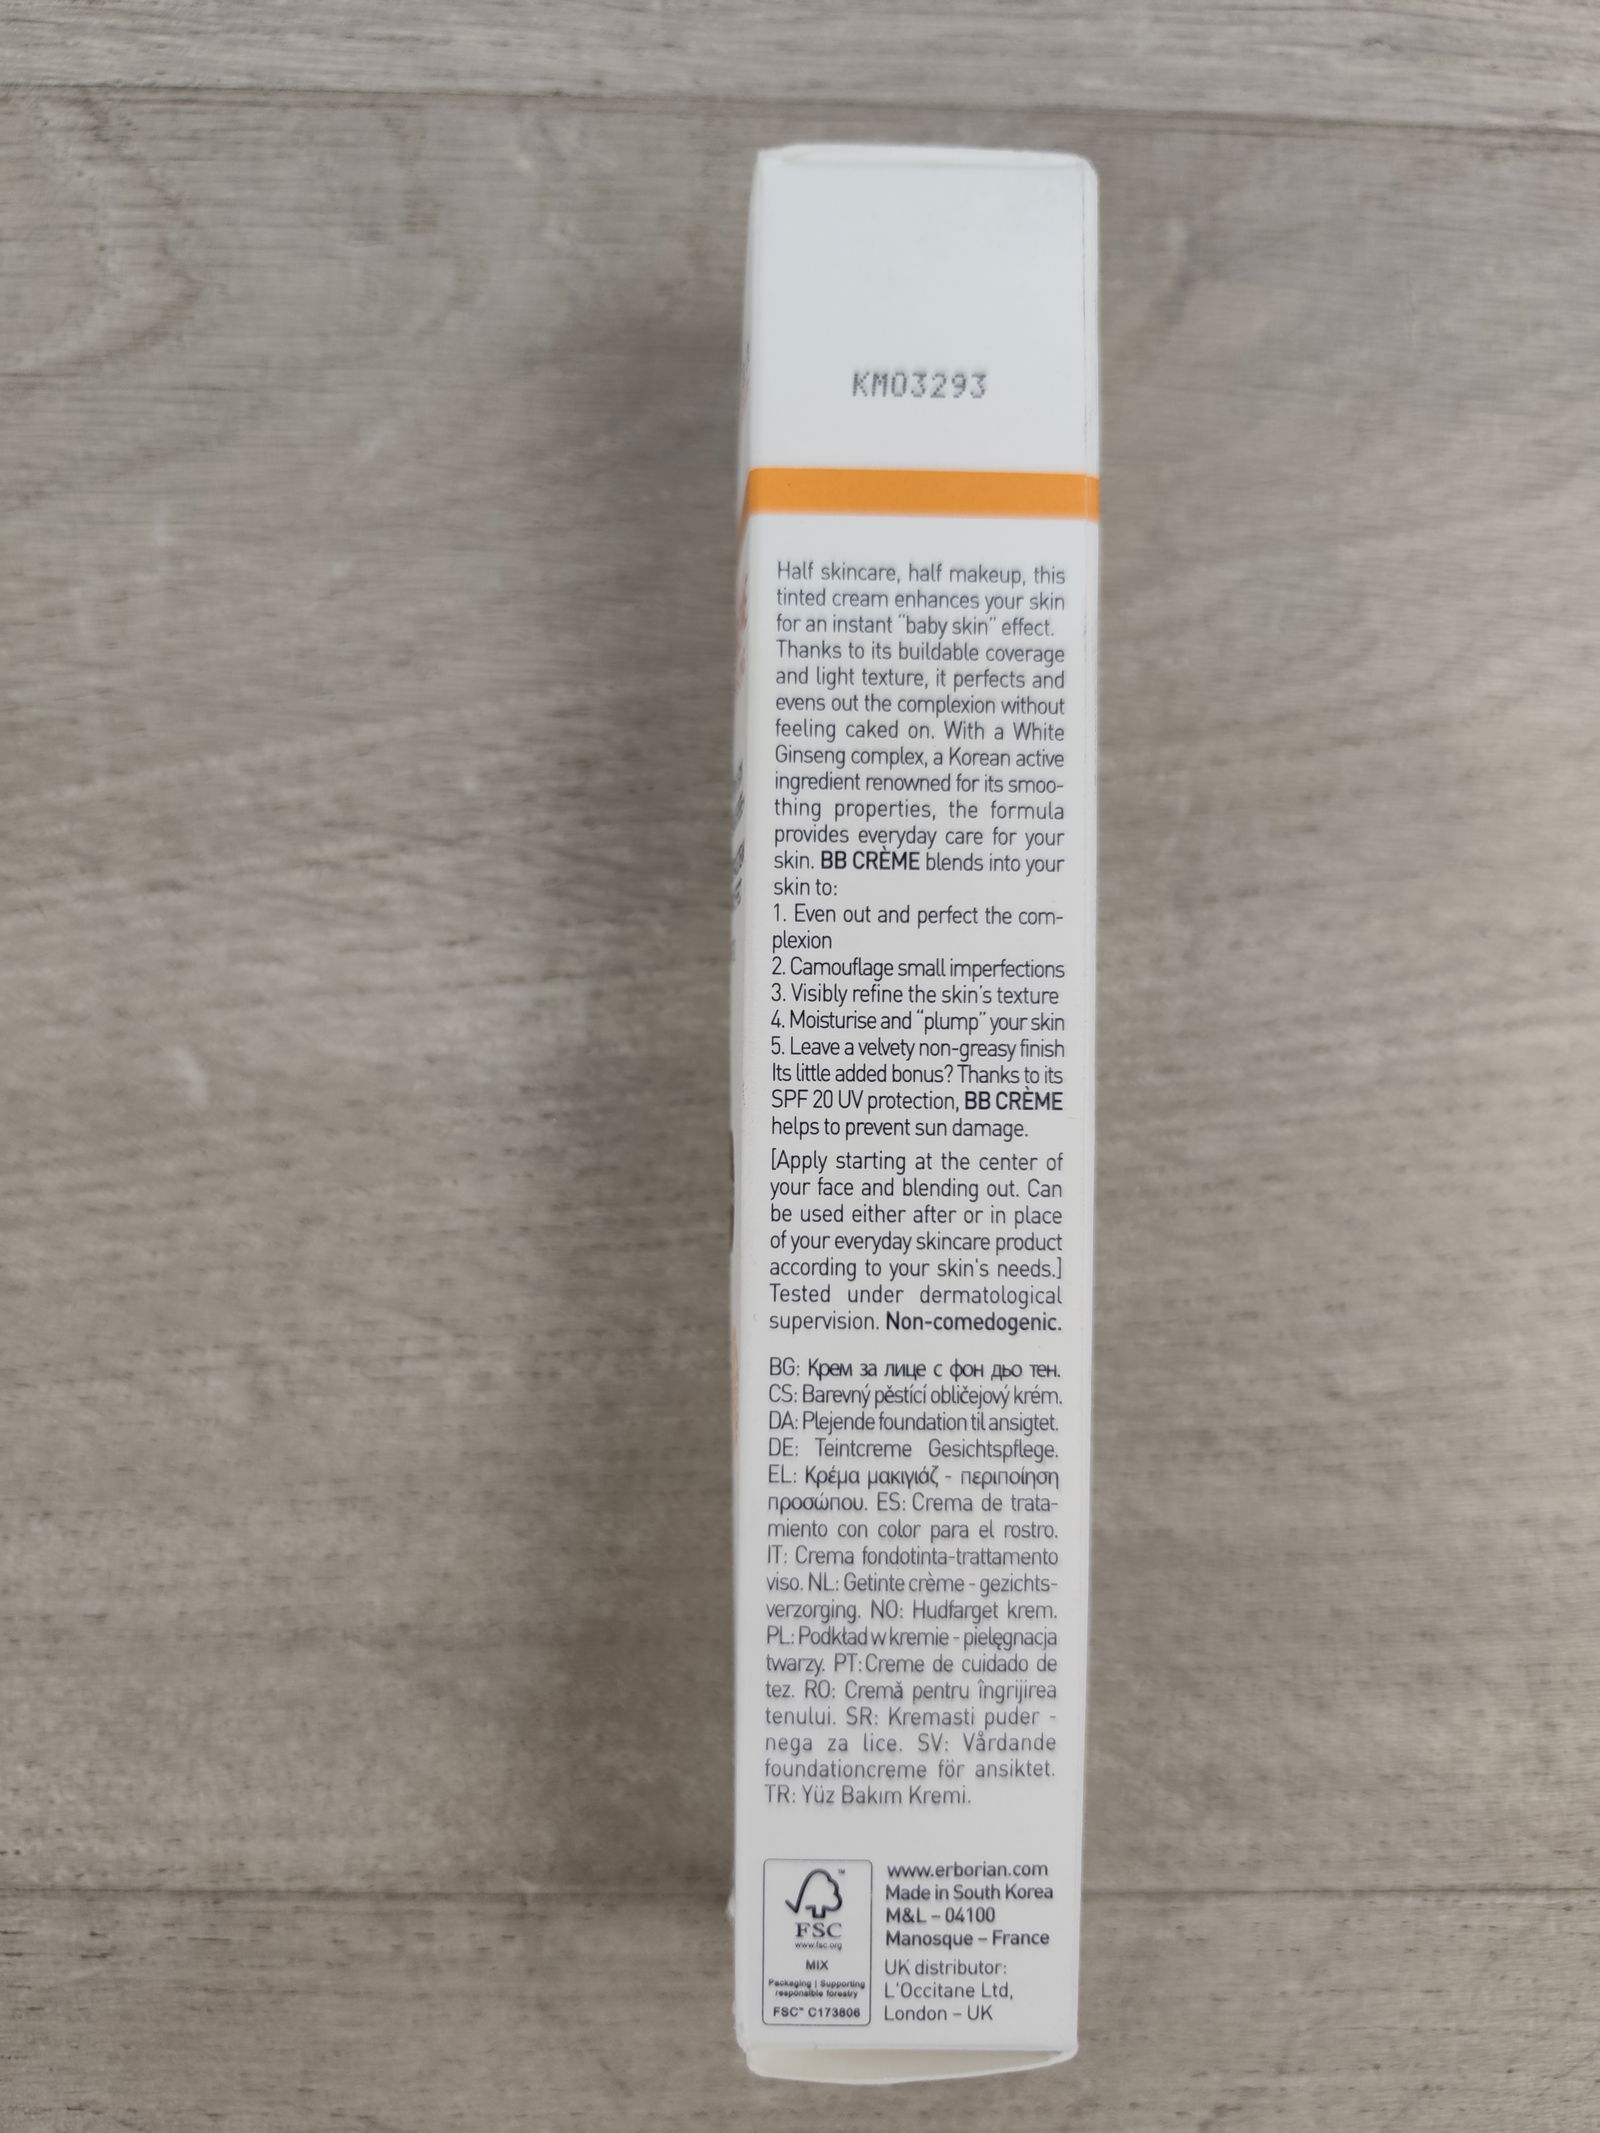 KM03293
Half skincare, half makeup, this
tinted cream enhances your skin
for an instant “baby skin” effect.
Thanks to its buildable coverage
and light texture, it perfects and
evens out the complexion without
feeling caked on. With a White
Ginseng complex, a Korean active
ingredient renowned for its smoo-
thing properties, the formula
provides everyday care for your
skin. BB CRÈME blends into your
skin to:
1. Even out and perfect the com-
plexion
2. Camouflage small imperfections
3. Visibly refine the skin's texture
4. Moisturise and “plump” your skin
5. Leave a velvety non-greasy finish
Its little added bonus? Thanks to its
SPF 20 UV protection, BB CRÈME
helps to prevent sun damage.
[Apply starting at the center of
your face and blending out. Can
be used either after or in place
of your everyday skincare product
according to your skin's needs.]
Tested under dermatological
supervision. Non-comedogenic.
BG: Крем за лице с фон дьо тен.
CS: Barevný pěstící obličejový krém.
DA: Plejende foundation til ansigtet.
DE: Teintcreme Gesichtspflege.
EL: Κρέμα μακιγιάζ - περιποίηση
προσώπου. ES: Crema de trata-
miento con color para el rostro.
IT: Crema fondotinta-trattamento
viso. NL: Getinte crème - gezichts-
verzorging. NO: Hudfarget krem.
PL: Podkład w kremie - pielęgnacja
twarzy. PT: Creme de cuidado de
tez. RO: Cremă pentru îngrijirea
tenului. SR: Kremasti puder -
nega za lice. SV: Vårdande
foundationcreme för ansiktet.
TR: Yüz Bakım Kremi.
FSC
www.fsc.org
MIX
Packaging | Supporting
responsible forestry
FSC™ C173806
www.erborian.com
Made in South Korea
M&L – 04100
Manosque – France
UK distributor:
L'Occitane Ltd,
London – UK